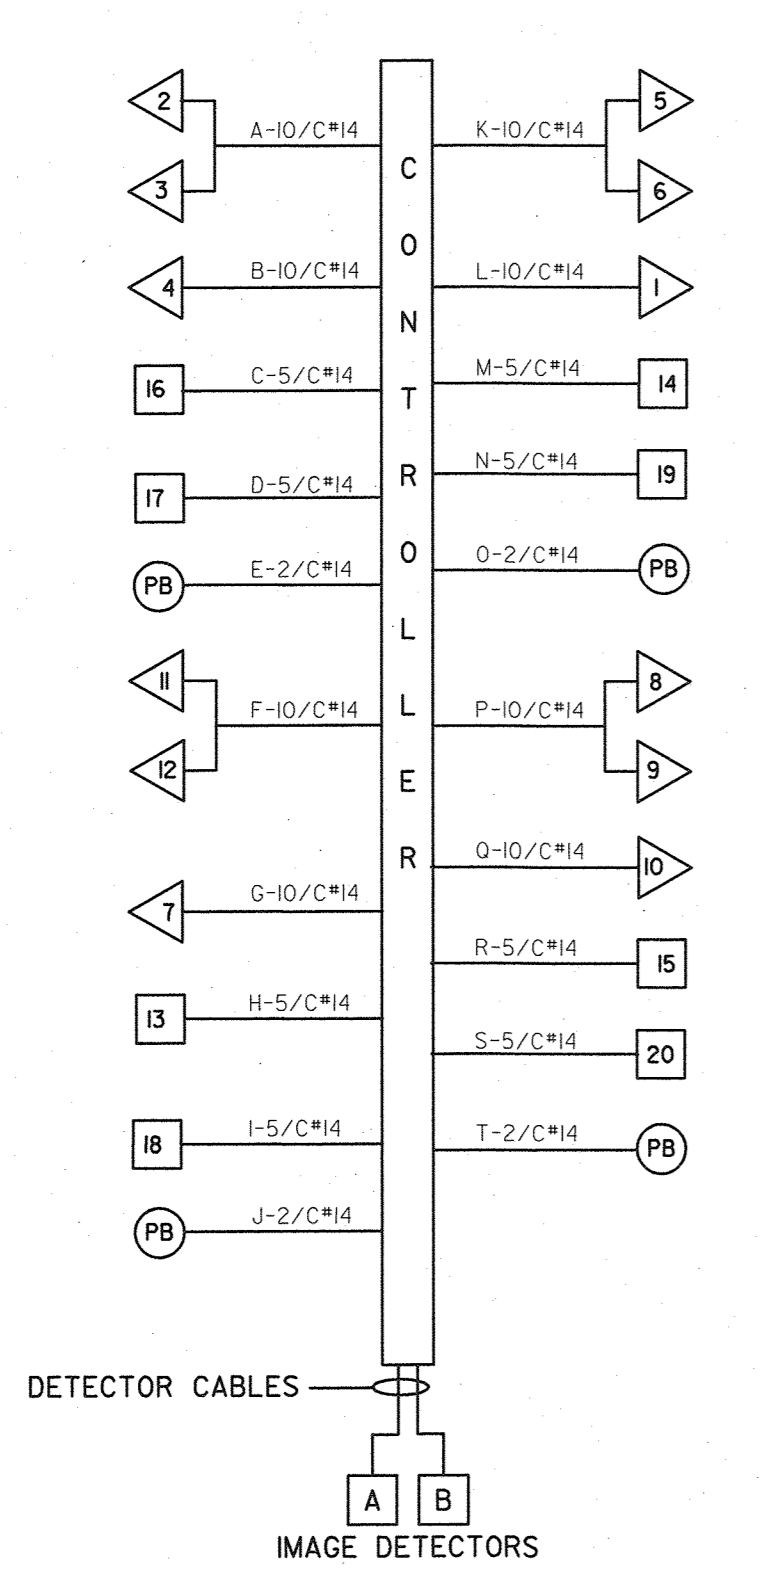 2
A-10/C#14
3
B-10/C#14
4
C-5/C#14
16
D-5/C#14
17
E-2/C#14
PB
11
F-10/C#14
12
G-10/C#14
7
H-5/C#14
13
I-5/C#14
18
J-2/C#14
PB
CONTROLLER
5
K-10/C#14
6
L-10/C#14
1
M-5/C#14
14
N-5/C#14
19
O-2/C#14
PB
8
P-10/C#14
9
Q-10/C#14
10
R-5/C#14
15
S-5/C#14
20
T-2/C#14
PB
DETECTOR CABLES
A B
IMAGE DETECTORS